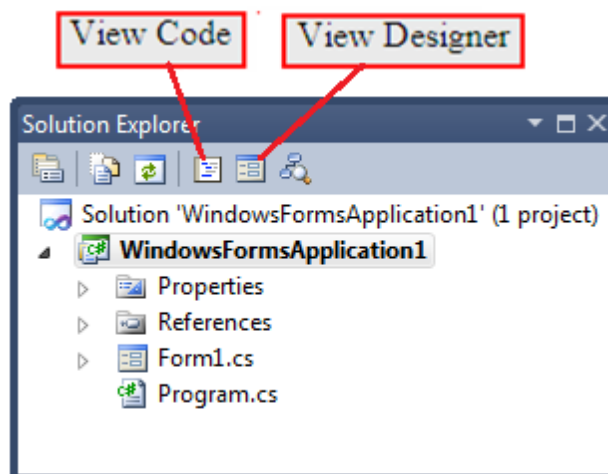 View Code
View Designer
Solution Explorer
Solution 'WindowsFormsApplication1' (1 project)
WindowsFormsApplication1
Properties
References
Form1.cs
Program.cs